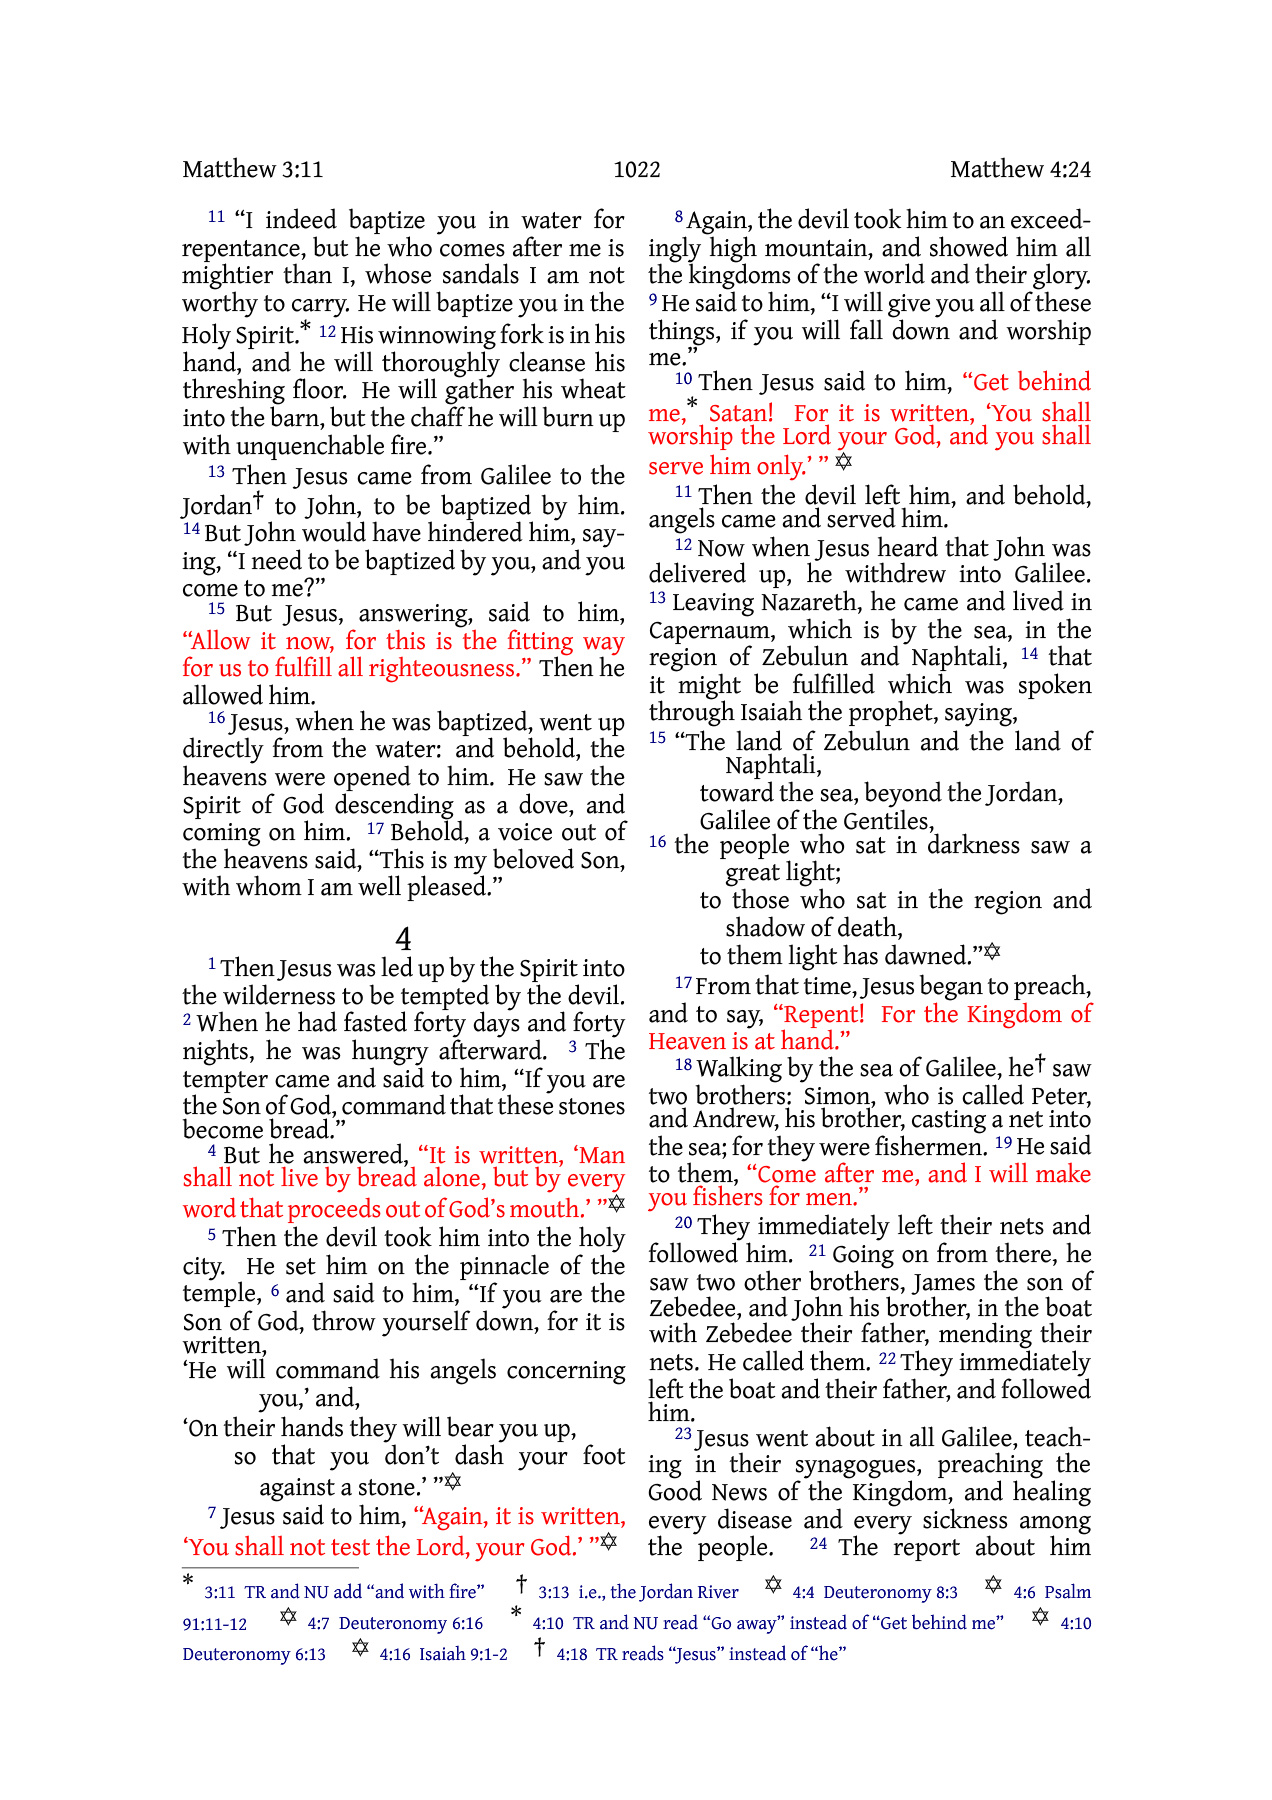 Matthew 3:11 1022 Matthew 4:24
11 “I indeed baptize you in water for
repentance, but he who comes after me is
mightier than I, whose sandals I am not
worthy to carry. He will baptize you in the
Holy Spirit.* 12 His winnowing fork is in his
hand, and he will thoroughly cleanse his
threshing floor. He will gather his wheat
into the barn, but the chaff he will burn up
with unquenchable fire.”
13 Then Jesus came from Galilee to the
Jordan† to John, to be baptized by him.
14 But John would have hindered him, say-
ing, “I need to be baptized by you, and you
come to me?”
15 But Jesus, answering, said to him,
“Allow it now, for this is the fitting way
for us to fulfill all righteousness.” Then he
allowed him.
16 Jesus, when he was baptized, went up
directly from the water: and behold, the
heavens were opened to him. He saw the
Spirit of God descending as a dove, and
coming on him. 17 Behold, a voice out of
the heavens said, “This is my beloved Son,
with whom I am well pleased.”
4
1 Then Jesus was led up by the Spirit into
the wilderness to be tempted by the devil.
2 When he had fasted forty days and forty
nights, he was hungry afterward. 3 The
tempter came and said to him, “If you are
the Son of God, command that these stones
become bread.”
4 But he answered, “It is written, ‘Man
shall not live by bread alone, but by every
word that proceeds out of God’s mouth.’ ”✡
5 Then the devil took him into the holy
city. He set him on the pinnacle of the
temple, 6 and said to him, “If you are the
Son of God, throw yourself down, for it is
written,
‘He will command his angels concerning
you,’ and,
‘On their hands they will bear you up,
so that you don’t dash your foot
against a stone.’ ”✡
7 Jesus said to him, “Again, it is written,
‘You shall not test the Lord, your God.’ ”✡
8 Again, the devil took him to an exceed-
ingly high mountain, and showed him all
the kingdoms of the world and their glory.
9 He said to him, “I will give you all of these
things, if you will fall down and worship
me.”
10 Then Jesus said to him, “Get behind
me,* Satan! For it is written, ‘You shall
worship the Lord your God, and you shall
serve him only.’ ” ✡
11 Then the devil left him, and behold,
angels came and served him.
12 Now when Jesus heard that John was
delivered up, he withdrew into Galilee.
13 Leaving Nazareth, he came and lived in
Capernaum, which is by the sea, in the
region of Zebulun and Naphtali, 14 that
it might be fulfilled which was spoken
through Isaiah the prophet, saying,
15 “The land of Zebulun and the land of
Naphtali,
toward the sea, beyond the Jordan,
Galilee of the Gentiles,
16 the people who sat in darkness saw a
great light;
to those who sat in the region and
shadow of death,
to them light has dawned.”✡
17 From that time, Jesus began to preach,
and to say, “Repent! For the Kingdom of
Heaven is at hand.”
18 Walking by the sea of Galilee, he† saw
two brothers: Simon, who is called Peter,
and Andrew, his brother, casting a net into
the sea; for they were fishermen. 19 He said
to them, “Come after me, and I will make
you fishers for men.”
20 They immediately left their nets and
followed him. 21 Going on from there, he
saw two other brothers, James the son of
Zebedee, and John his brother, in the boat
with Zebedee their father, mending their
nets. He called them. 22 They immediately
left the boat and their father, and followed
him.
23 Jesus went about in all Galilee, teach-
ing in their synagogues, preaching the
Good News of the Kingdom, and healing
every disease and every sickness among
the people. 24 The report about him
* 3:11 TR and NU add “and with fire” † 3:13 i.e., the Jordan River ✡ 4:4 Deuteronomy 8:3 ✡ 4:6 Psalm
91:11-12 ✡ 4:7 Deuteronomy 6:16 * 4:10 TR and NU read “Go away” instead of “Get behind me” ✡ 4:10
Deuteronomy 6:13 ✡ 4:16 Isaiah 9:1-2 † 4:18 TR reads “Jesus” instead of “he”